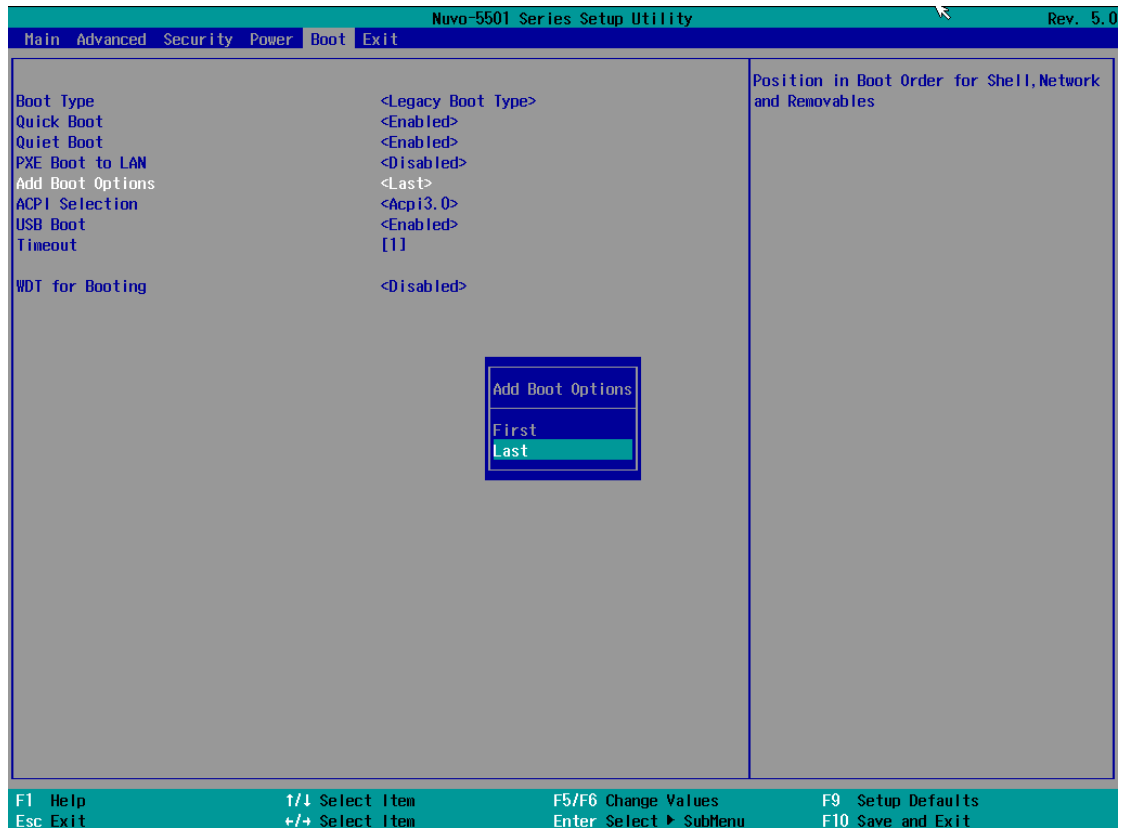 Nuvo-5501 Series Setup Utility Rev. 5.0
Main Advanced Security Power Boot Exit
Position in Boot Order for Shell,Network
and Removables
Boot Type <Legacy Boot Type>
Quick Boot <Enabled>
Quiet Boot <Enabled>
PXE Boot to LAN <Disabled>
Add Boot Options <Last>
ACPI Selection <Acpi3.0>
USB Boot <Enabled>
Timeout [1]
WDT for Booting <Disabled>
Add Boot Options
First
Last
F1 Help ↑/↓ Select Item F5/F6 Change Values F9 Setup Defaults
Esc Exit ←/→ Select Item Enter Select ▶ SubMenu F10 Save and Exit